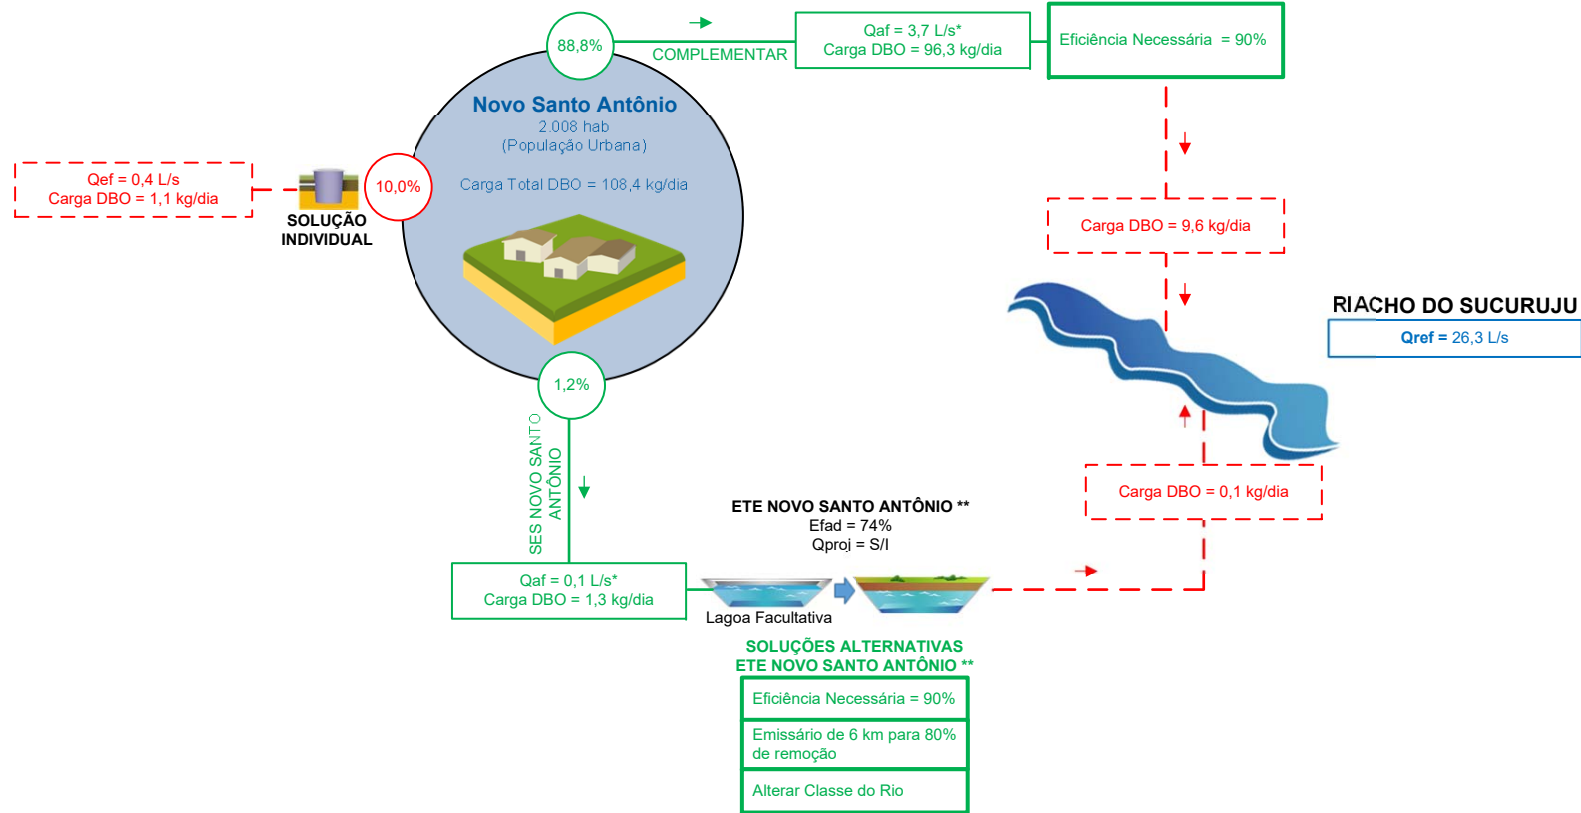 88,8%
COMPLEMENTAR
Qaf = 3,7 L/s*
Carga DBO = 96,3 kg/dia
Eficiência Necessária = 90%
Novo Santo Antônio
2.008 hab
(População Urbana)
Carga Total DBO = 108,4 kg/dia
Qef = 0,4 L/s
Carga DBO = 1,1 kg/dia
10,0%
SOLUÇÃO
INDIVIDUAL
Carga DBO = 9,6 kg/dia
RIACHO DO SUCURUJU
Qref = 26,3 L/s
1,2%
SES NOVO SANTO
ANTÔNIO
Carga DBO = 0,1 kg/dia
ETE NOVO SANTO ANTÔNIO **
Efad = 74%
Qproj = S/I
Qaf = 0,1 L/s*
Carga DBO = 1,3 kg/dia
Lagoa Facultativa
SOLUÇÕES ALTERNATIVAS
ETE NOVO SANTO ANTÔNIO **
Eficiência Necessária = 90%
Emissário de 6 km para 80%
de remoção
Alterar Classe do Rio